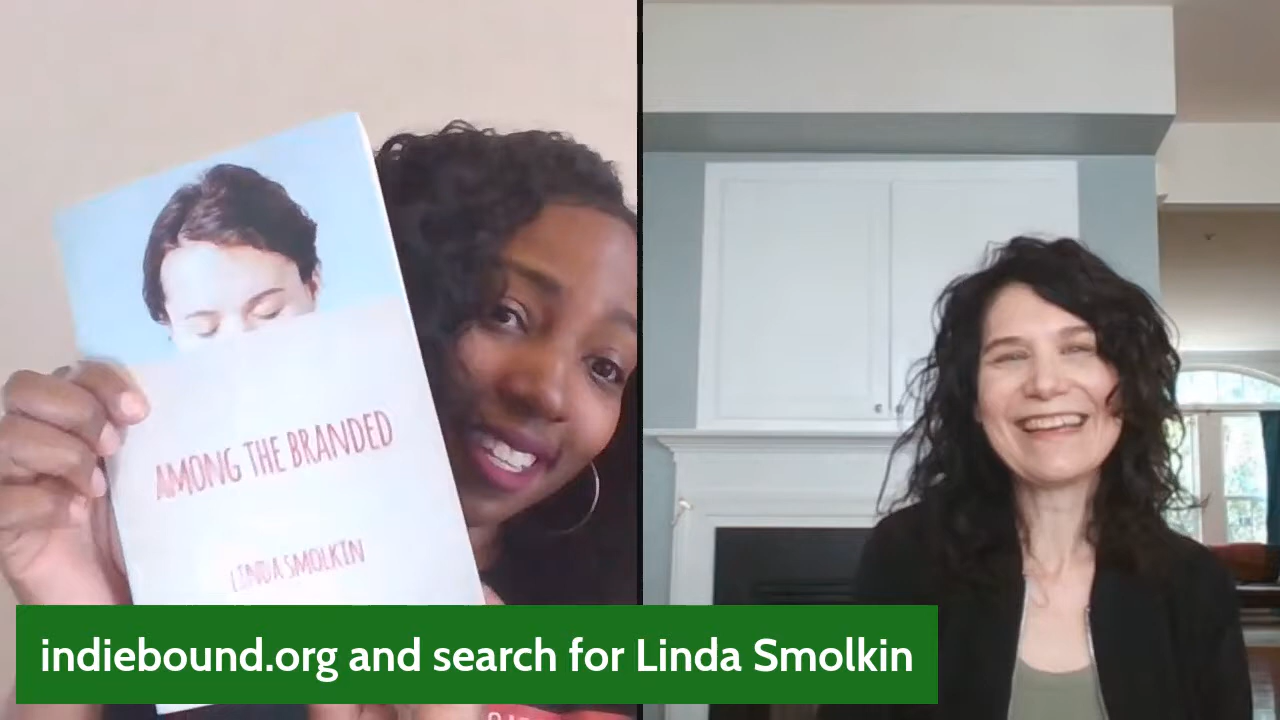 AMONG THE BRANDED
LINDA SMOLKIN
indiebound.org and search for Linda Smolkin